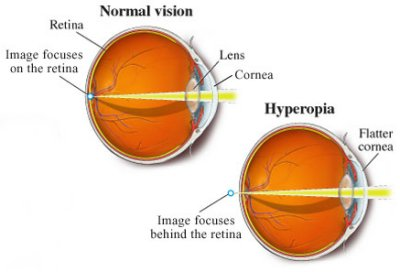 Normal vision
Retina
Image focuses
on the retina
Lens
Cornea
Hyperopia
Flatter
cornea
Image focuses
behind the retina